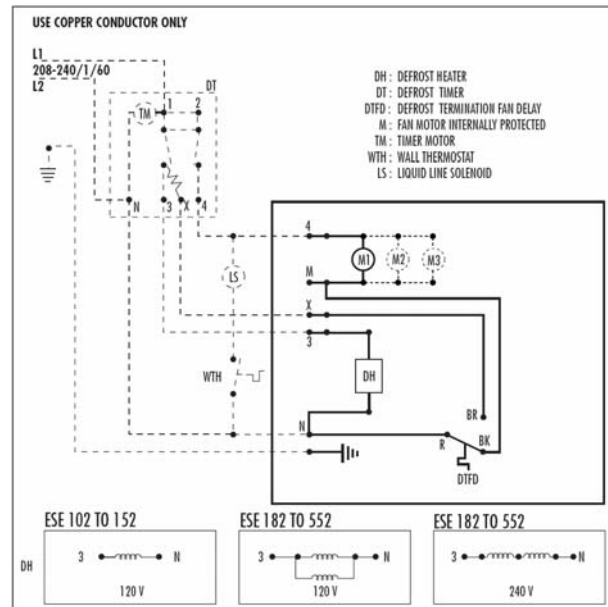 USE COPPER CONDUCTOR ONLY
L1
208-240/1/60
L2
DT
TM
1
2
N
3
X
4
DH : DEFROST HEATER
DT : DEFROST TIMER
DTFD : DEFROST TERMINATION FAN DELAY
M : FAN MOTOR INTERNALLY PROTECTED
TM : TIMER MOTOR
WTH : WALL THERMOSTAT
LS : LIQUID LINE SOLENOID
4
M1
M2
M3
M
LS
X
3
WTH
DH
BR
N
R
BK
DTFD
ESE 102 TO 152
ESE 182 TO 552
ESE 182 TO 552
DH
3
N
120 V
3
N
120 V
3
N
240 V